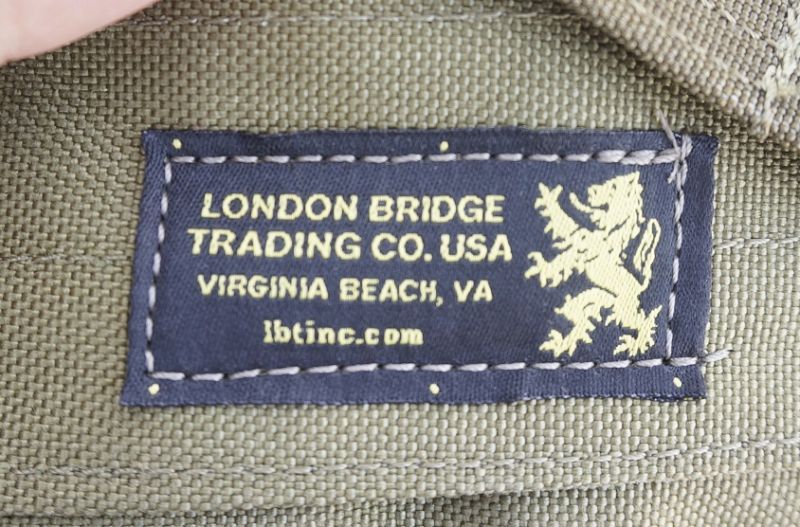 LONDON BRIDGE
TRADING CO. USA
VIRGINIA BEACH, VA
lbtinc.com